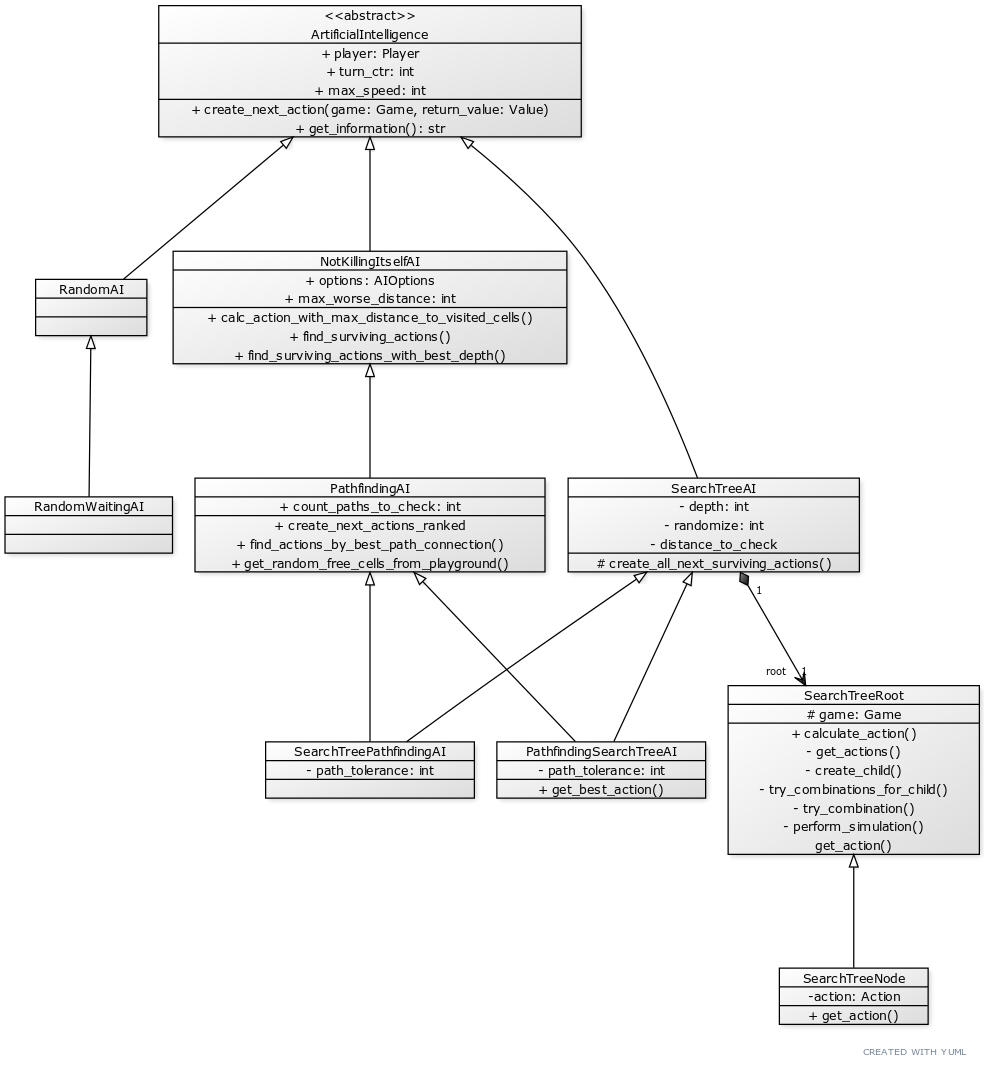 <<abstract>>
ArtificialIntelligence
+ player: Player
+ turn_ctr: int
+ max_speed: int
+ create_next_action(game: Game, return_value: Value)
+ get_information(): str
NotKillingItselfAI
+ options: AIOptions
+ max_worse_distance: int
+ calc_action_with_max_distance_to_visited_cells()
+ find_surviving_actions()
+ find_surviving_actions_with_best_depth()
RandomAI
RandomWaitingAI
PathfindingAI
+ count_paths_to_check: int
+ create_next_actions_ranked
+ find_actions_by_best_path_connection()
+ get_random_free_cells_from_playground()
SearchTreeAI
- depth: int
- randomize: int
- distance_to_check
# create_all_next_surviving_actions()
1
root 1
SearchTreePathfindingAI
- path_tolerance: int
PathfindingSearchTreeAI
- path_tolerance: int
+ get_best_action()
SearchTreeRoot
# game: Game
+ calculate_action()
- get_actions()
- create_child()
- try_combinations_for_child()
- try_combination()
- perform_simulation()
get_action()
SearchTreeNode
-action: Action
+ get_action()
CREATED WITH YUML